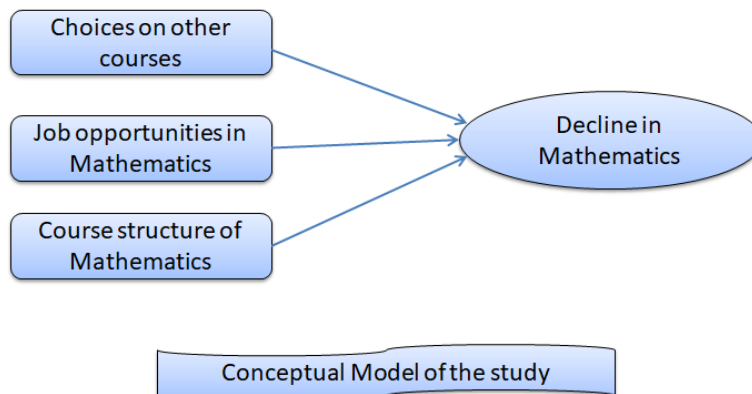 Choices on other
courses
Job opportunities in
Mathematics
Course structure of
Mathematics
Decline in
Mathematics
Conceptual Model of the study